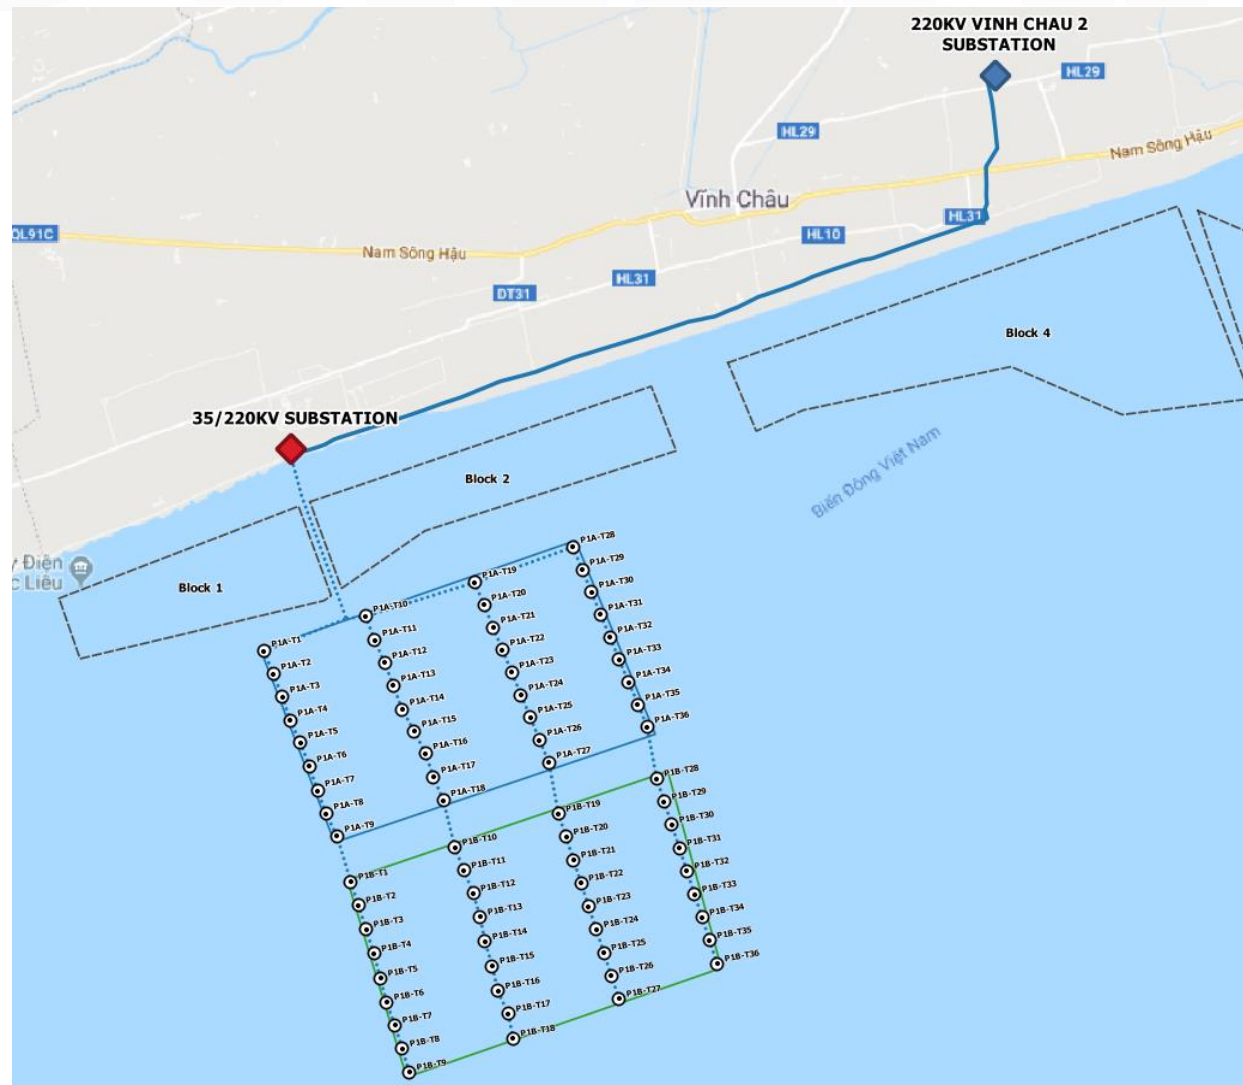 220KV VINH CHAU 2
SUBSTATION
HL29
HL29
Nam Sông Hậu
Vĩnh Châu
HL31
QL91C
HL10
Nam Sông Hậu
HL31
DT31
Block 4
35/220KV SUBSTATION
Biển Đông Việt Nam
Block 2
Điện
Liêu
Block 1
P1A-T28
P1A-T29
P1A-T19
P1A-T30
P1A-T20
P1A-T10
P1A-T31
P1A-T21
P1A-T11
P1A-T32
P1A-T1
P1A-T22
P1A-T12
P1A-T33
P1A-T2
P1A-T23
P1A-T13
P1A-T34
P1A-T3
P1A-T24
P1A-T14
P1A-T35
P1A-T4
P1A-T25
P1A-T15
P1A-T36
P1A-T5
P1A-T26
P1A-T16
P1A-T6
P1A-T27
P1A-T17
P1B-T28
P1A-T7
P1A-T18
P1B-T29
P1A-T8
P1B-T19
P1B-T30
P1A-T9
P1B-T20
P1B-T10
P1B-T31
P1B-T21
P1B-T11
P1B-T32
P1B-T1
P1B-T22
P1B-T12
P1B-T33
P1B-T2
P1B-T23
P1B-T13
P1B-T34
P1B-T3
P1B-T24
P1B-T14
P1B-T35
P1B-T4
P1B-T25
P1B-T15
P1B-T36
P1B-T5
P1B-T26
P1B-T16
P1B-T6
P1B-T27
P1B-T17
P1B-T7
P1B-T18
P1B-T8
P1B-T9